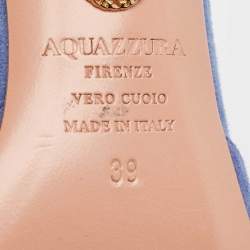 AQUAZZURA
FIRENZE
VERO CUOIO
MADE IN ITALY
39